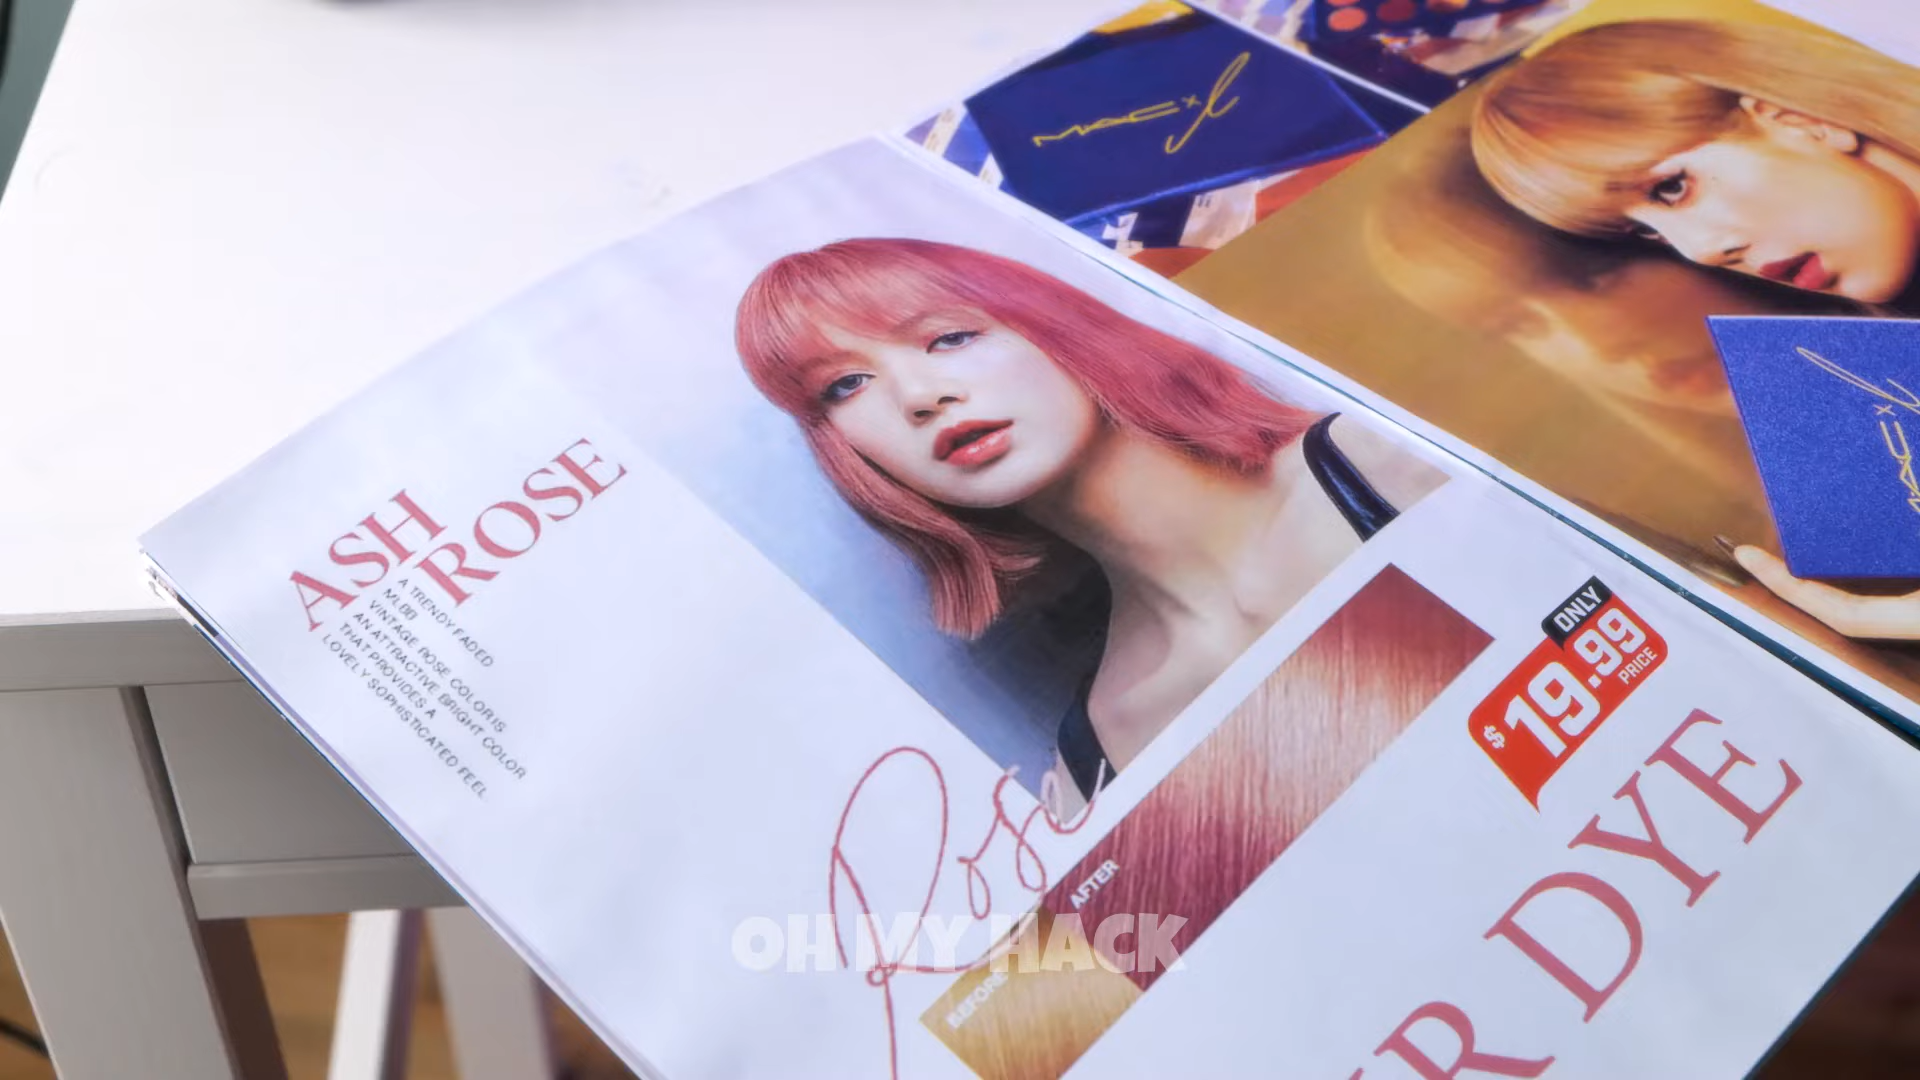 MAC x L
ASH
ROSE
A TRENDY FADED
MLBB
VINTAGE ROSE COLOR IS
AN ATTRACTIVE BRIGHT COLOR
THAT PROVIDES A
LOVELY SOPHISTICATED FEEL
ONLY
$19.99
PRICE
Rose
AFTER
BEFORE
R DYE
OH MY HACK